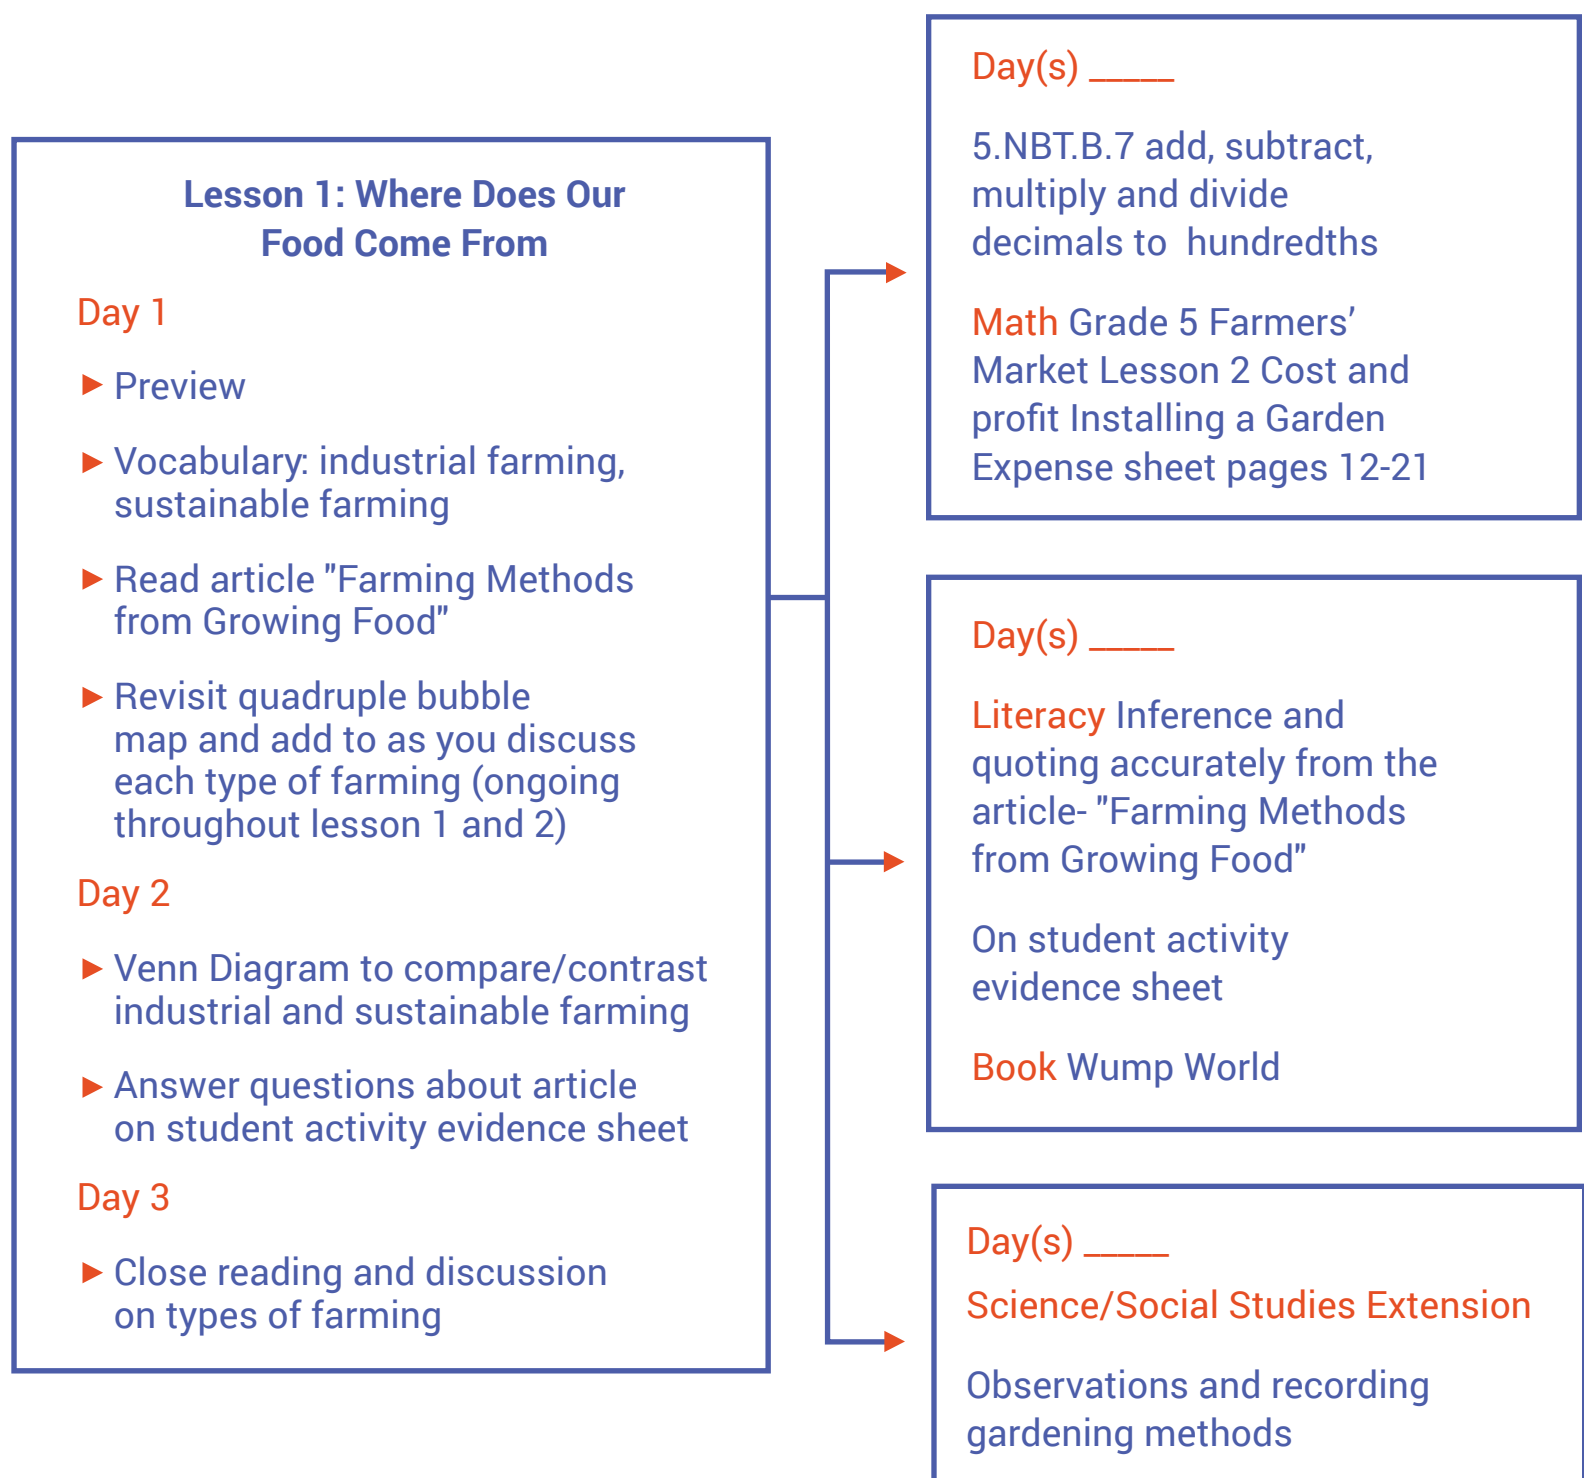 Lesson 1: Where Does Our
Food Come From
Day 1
► Preview
► Vocabulary: industrial farming,
sustainable farming
► Read article "Farming Methods
from Growing Food"
► Revisit quadruple bubble
map and add to as you discuss
each type of farming (ongoing
throughout lesson 1 and 2)
Day 2
► Venn Diagram to compare/contrast
industrial and sustainable farming
► Answer questions about article
on student activity evidence sheet
Day 3
► Close reading and discussion
on types of farming
Day(s) _____
5.NBT.B.7 add, subtract,
multiply and divide
decimals to hundredths
Math Grade 5 Farmers’
Market Lesson 2 Cost and
profit Installing a Garden
Expense sheet pages 12-21
Day(s) _____
Literacy Inference and
quoting accurately from the
article- "Farming Methods
from Growing Food"
On student activity
evidence sheet
Book Wump World
Day(s) _____
Science/Social Studies Extension
Observations and recording
gardening methods